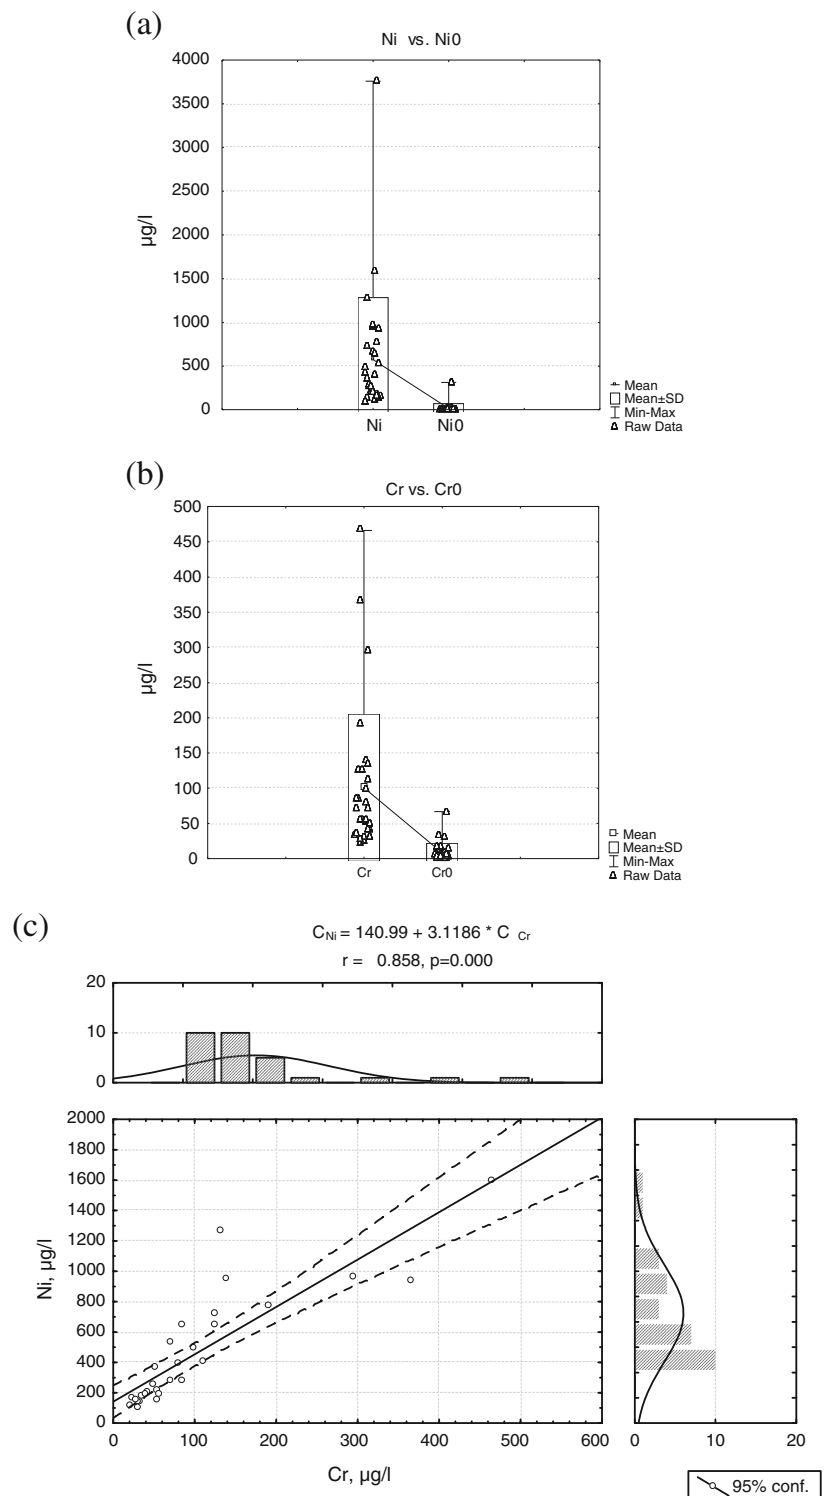 (a)
Ni vs. Ni0
4000
3500
3000
2500
2000
1500
1000
500
0
µg/l
Ni Ni0
Mean
Mean±SD
Min-Max
Raw Data
(b)
Cr vs. Cr0
500
450
400
350
300
250
200
150
100
50
0
µg/l
Cr Cr0
Mean
Mean±SD
Min-Max
Raw Data
(c)
C Ni = 140.99 + 3.1186 * C Cr
r = 0.858, p=0.000
20
10
0
2000
1800
1600
1400
1200
1000
800
600
400
200
0
Ni, µg/l
0 100 200 300 400 500 600
Cr, µg/l
0 10 20
95% conf.